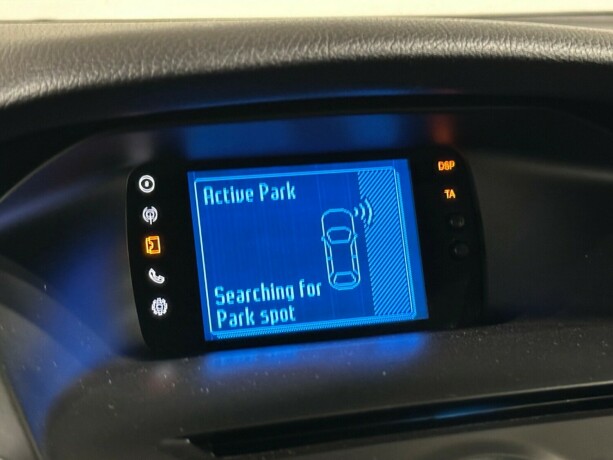 Active Park
DSP
TA
Searching for
Park spot